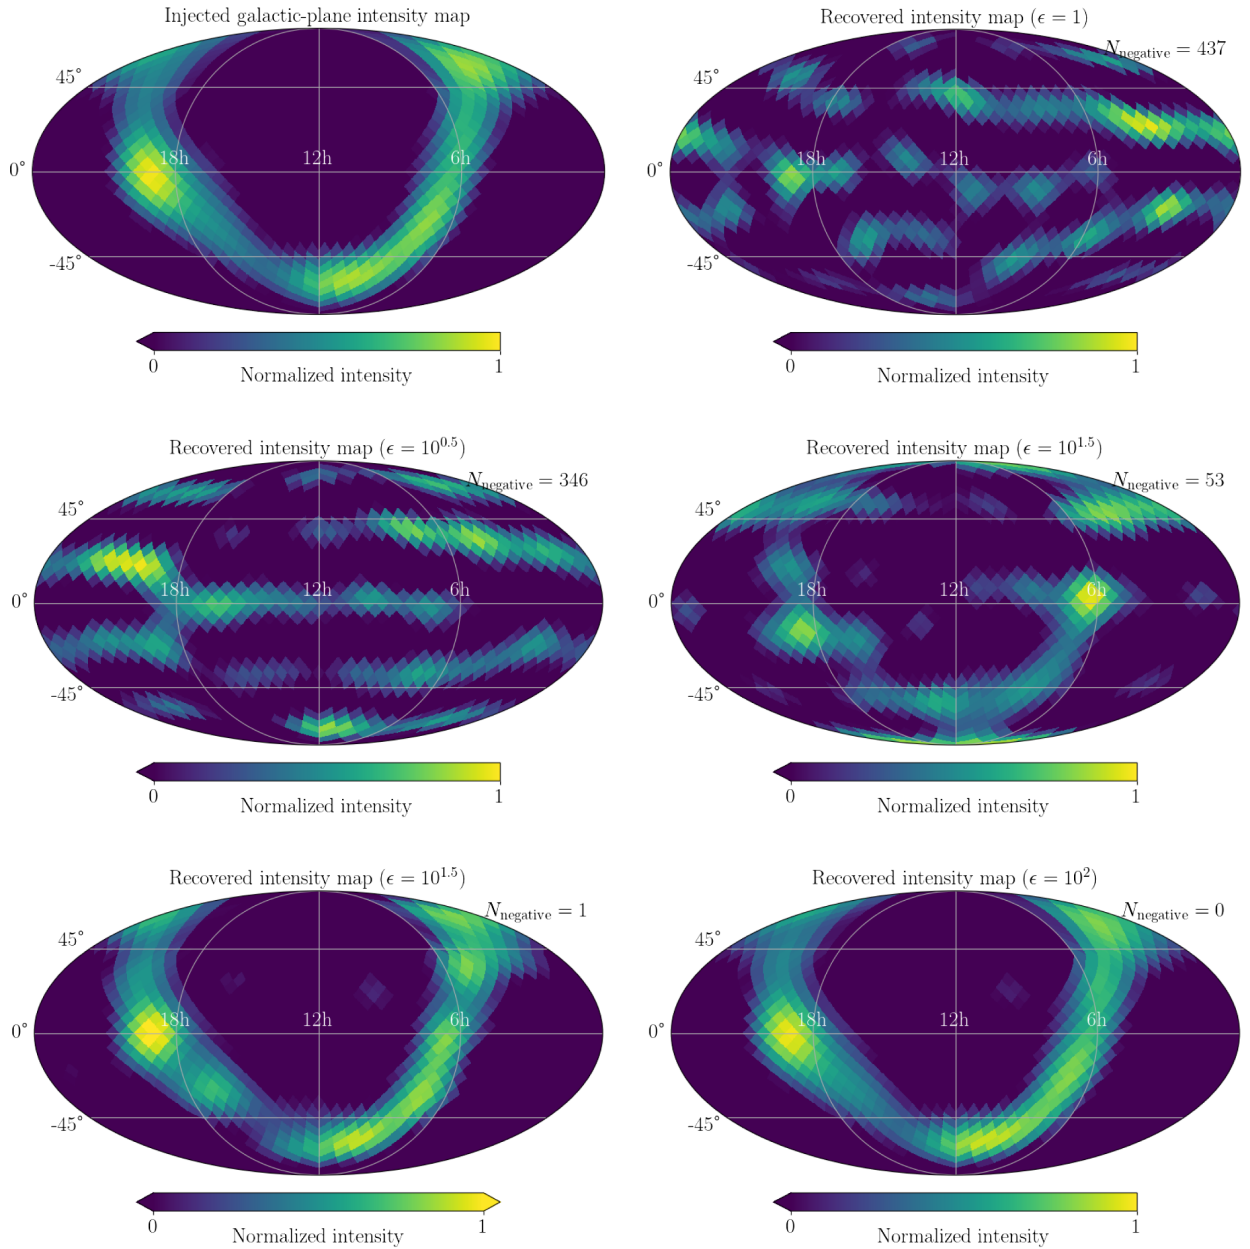 Injected galactic-plane intensity map
45°
0°
-45°
18h
12h
6h
0
1
Normalized intensity
Recovered intensity map (ϵ = 1)
N_negative = 437
45°
0°
-45°
18h
12h
6h
0
1
Normalized intensity
Recovered intensity map (ϵ = 10^0.5)
N_negative = 346
45°
0°
-45°
18h
12h
6h
0
1
Normalized intensity
Recovered intensity map (ϵ = 10^1.5)
N_negative = 53
45°
0°
-45°
18h
12h
6h
0
1
Normalized intensity
Recovered intensity map (ϵ = 10^1.5)
N_negative = 1
45°
0°
-45°
18h
12h
6h
0
1
Normalized intensity
Recovered intensity map (ϵ = 10^2)
N_negative = 0
45°
0°
-45°
18h
12h
6h
0
1
Normalized intensity